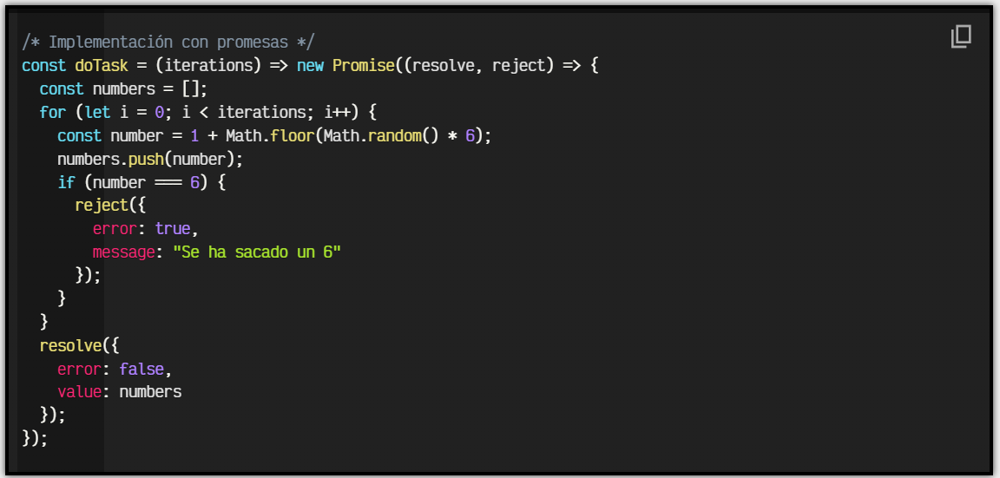 /* Implementación con promesas */
const doTask = (iterations) => new Promise((resolve, reject) => {
  const numbers = [];
  for (let i = 0; i < iterations; i++) {
    const number = 1 + Math.floor(Math.random() * 6);
    numbers.push(number);
    if (number === 6) {
      reject({
        error: true,
        message: "Se ha sacado un 6"
      });
    }
  }
  resolve({
    error: false,
    value: numbers
  });
});